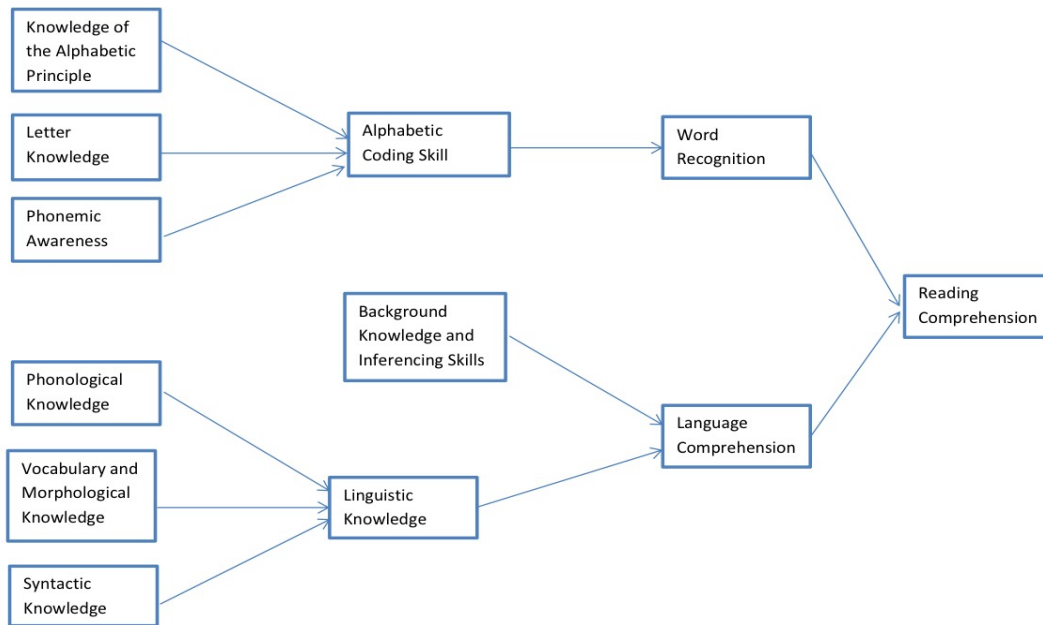 Knowledge of
the Alphabetic
Principle
Letter
Knowledge
Phonemic
Awareness
Alphabetic
Coding Skill
Word
Recognition
Background
Knowledge and
Inferencing Skills
Reading
Comprehension
Phonological
Knowledge
Vocabulary and
Morphological
Knowledge
Syntactic
Knowledge
Linguistic
Knowledge
Language
Comprehension